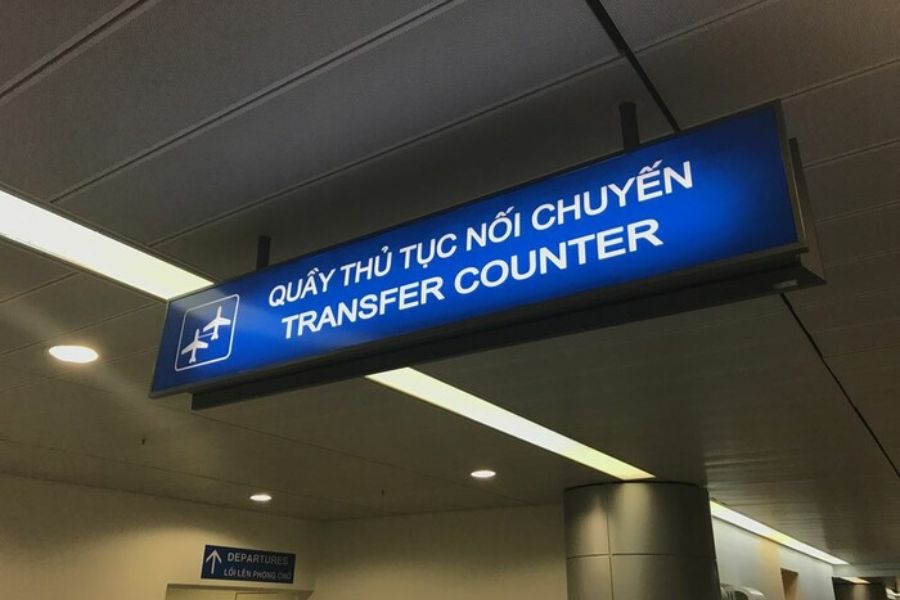 QUẦY THỦ TỤC NỐI CHUYẾN
TRANSFER COUNTER
DEPARTURES
LỐI LÊN PHÒNG CHỜ